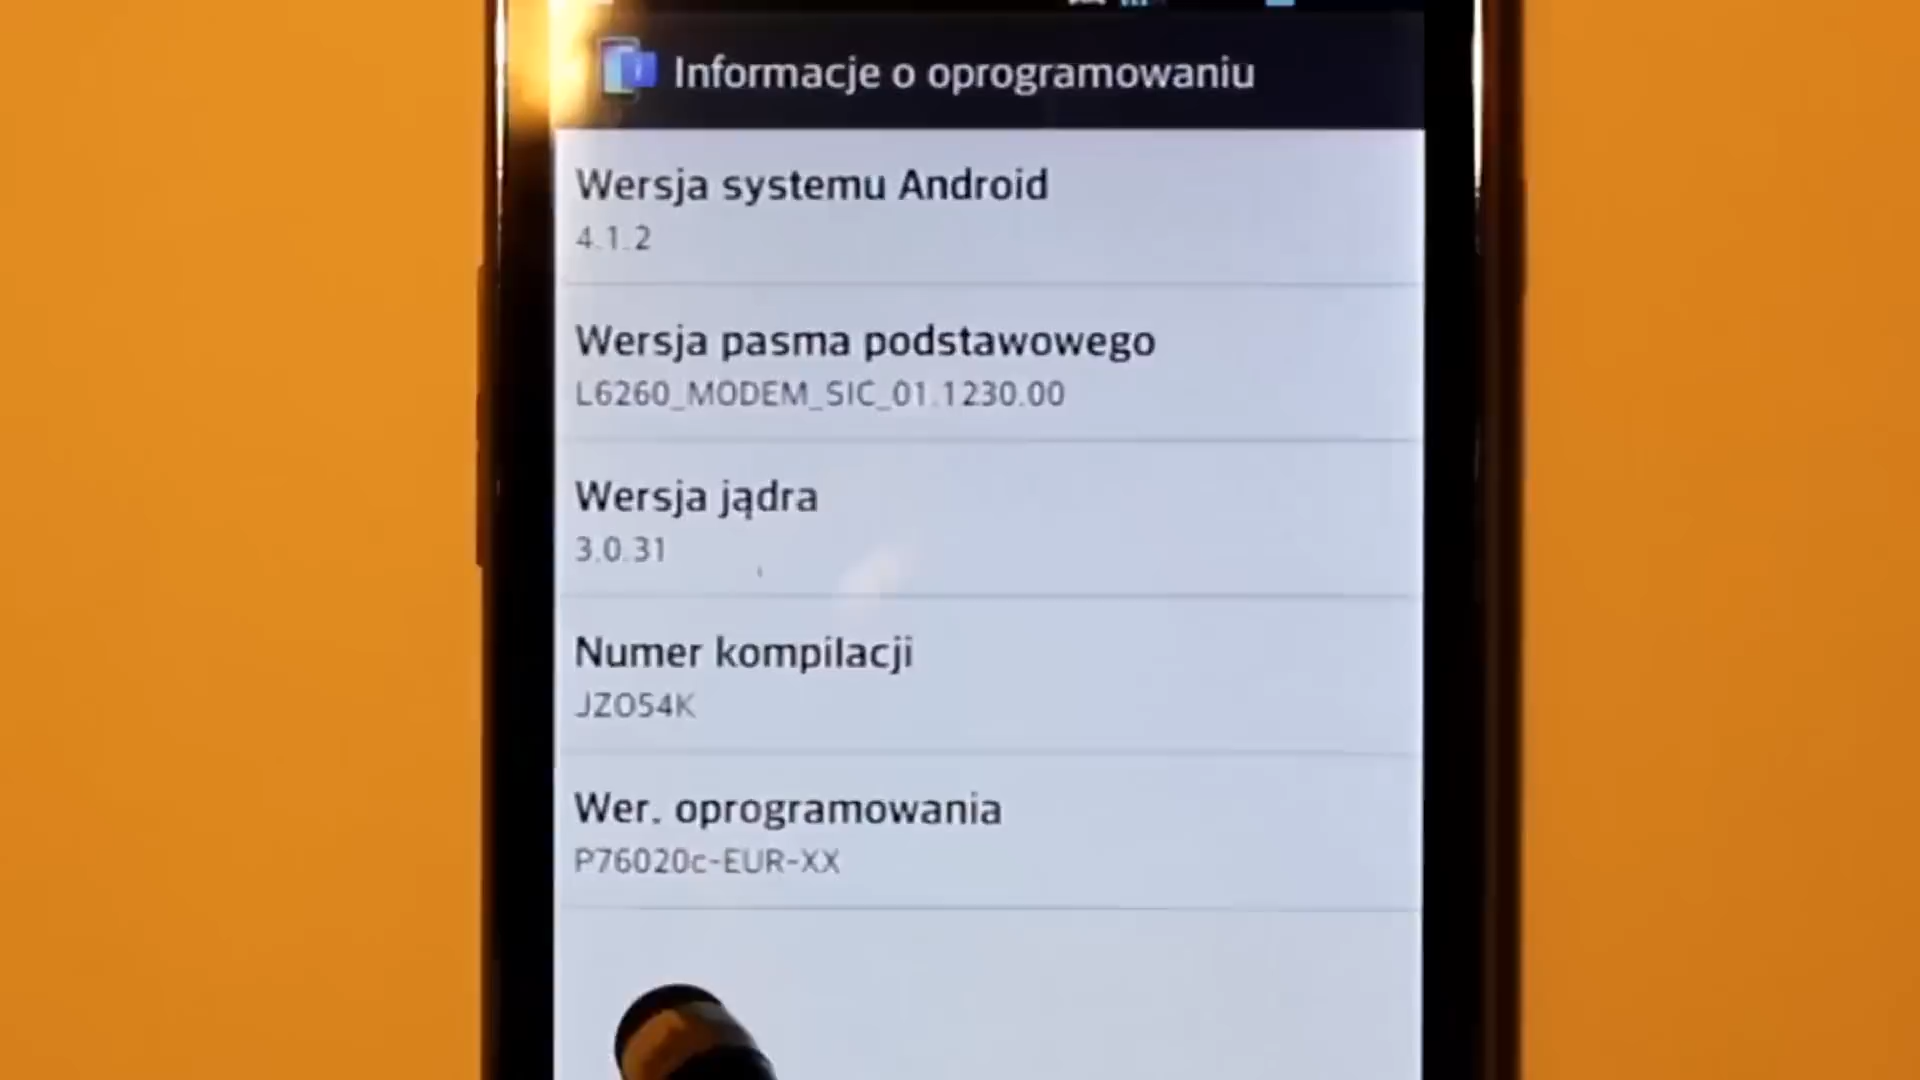 Informacje o oprogramowaniu
Wersja systemu Android
4.1.2
Wersja pasma podstawowego
L6260_MODEM_SIC_01.1230.00
Wersja jądra
3.0.31
Numer kompilacji
JZO54K
Wer. oprogramowania
P76020c-EUR-XX